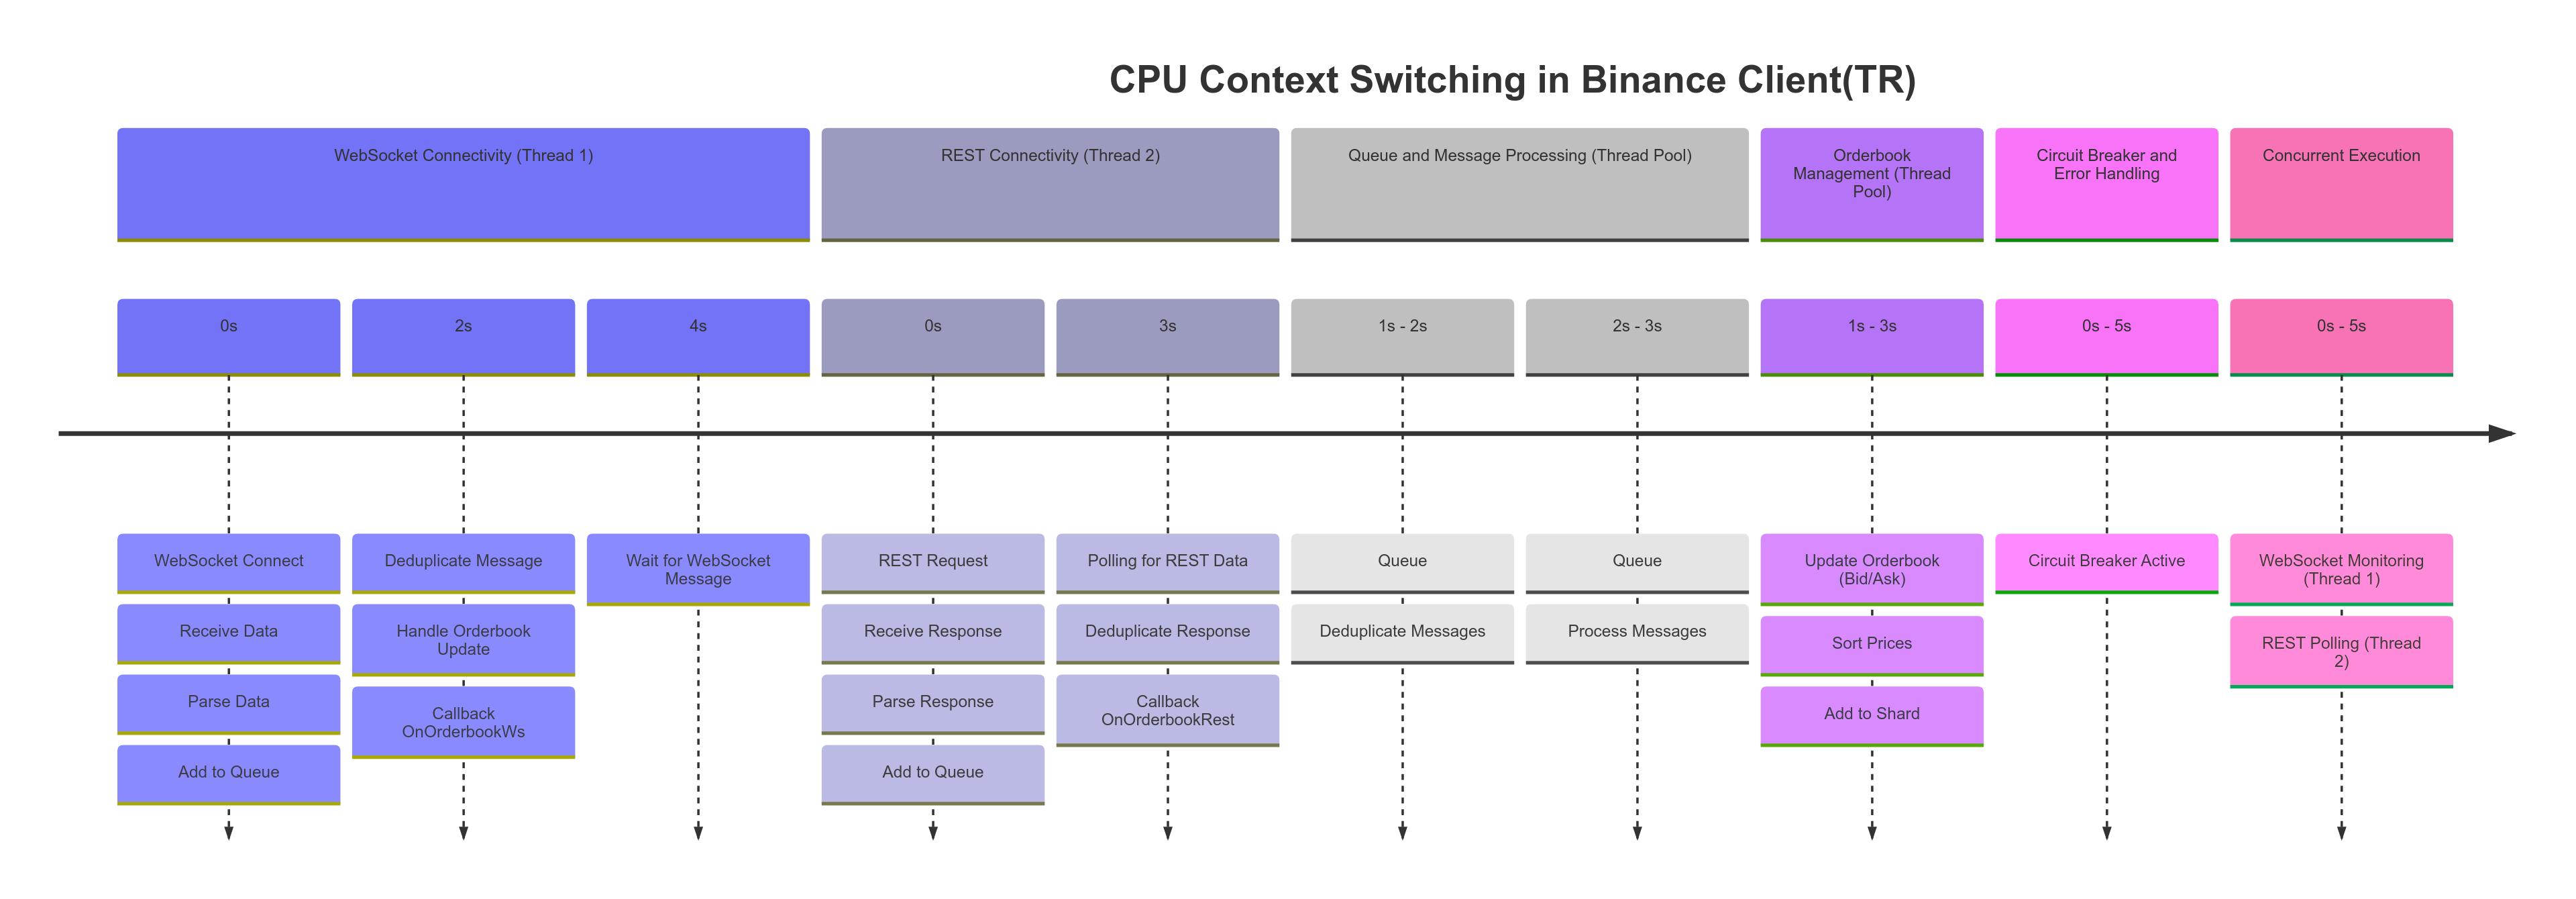 CPU Context Switching in Binance Client(TR)
WebSocket Connectivity (Thread 1)
REST Connectivity (Thread 2)
Queue and Message Processing (Thread Pool)
Orderbook
Management (Thread
Pool)
Circuit Breaker and
Error Handling
Concurrent Execution
0s
2s
4s
0s
3s
1s - 2s
2s - 3s
1s - 3s
0s - 5s
0s - 5s
WebSocket Connect
Receive Data
Parse Data
Add to Queue
Deduplicate Message
Handle Orderbook
Update
Callback
OnOrderbookWs
Wait for WebSocket
Message
REST Request
Receive Response
Parse Response
Add to Queue
Polling for REST Data
Deduplicate Response
Callback
OnOrderbookRest
Queue
Deduplicate Messages
Queue
Process Messages
Update Orderbook
(Bid/Ask)
Sort Prices
Add to Shard
Circuit Breaker Active
WebSocket Monitoring
(Thread 1)
REST Polling (Thread
2)